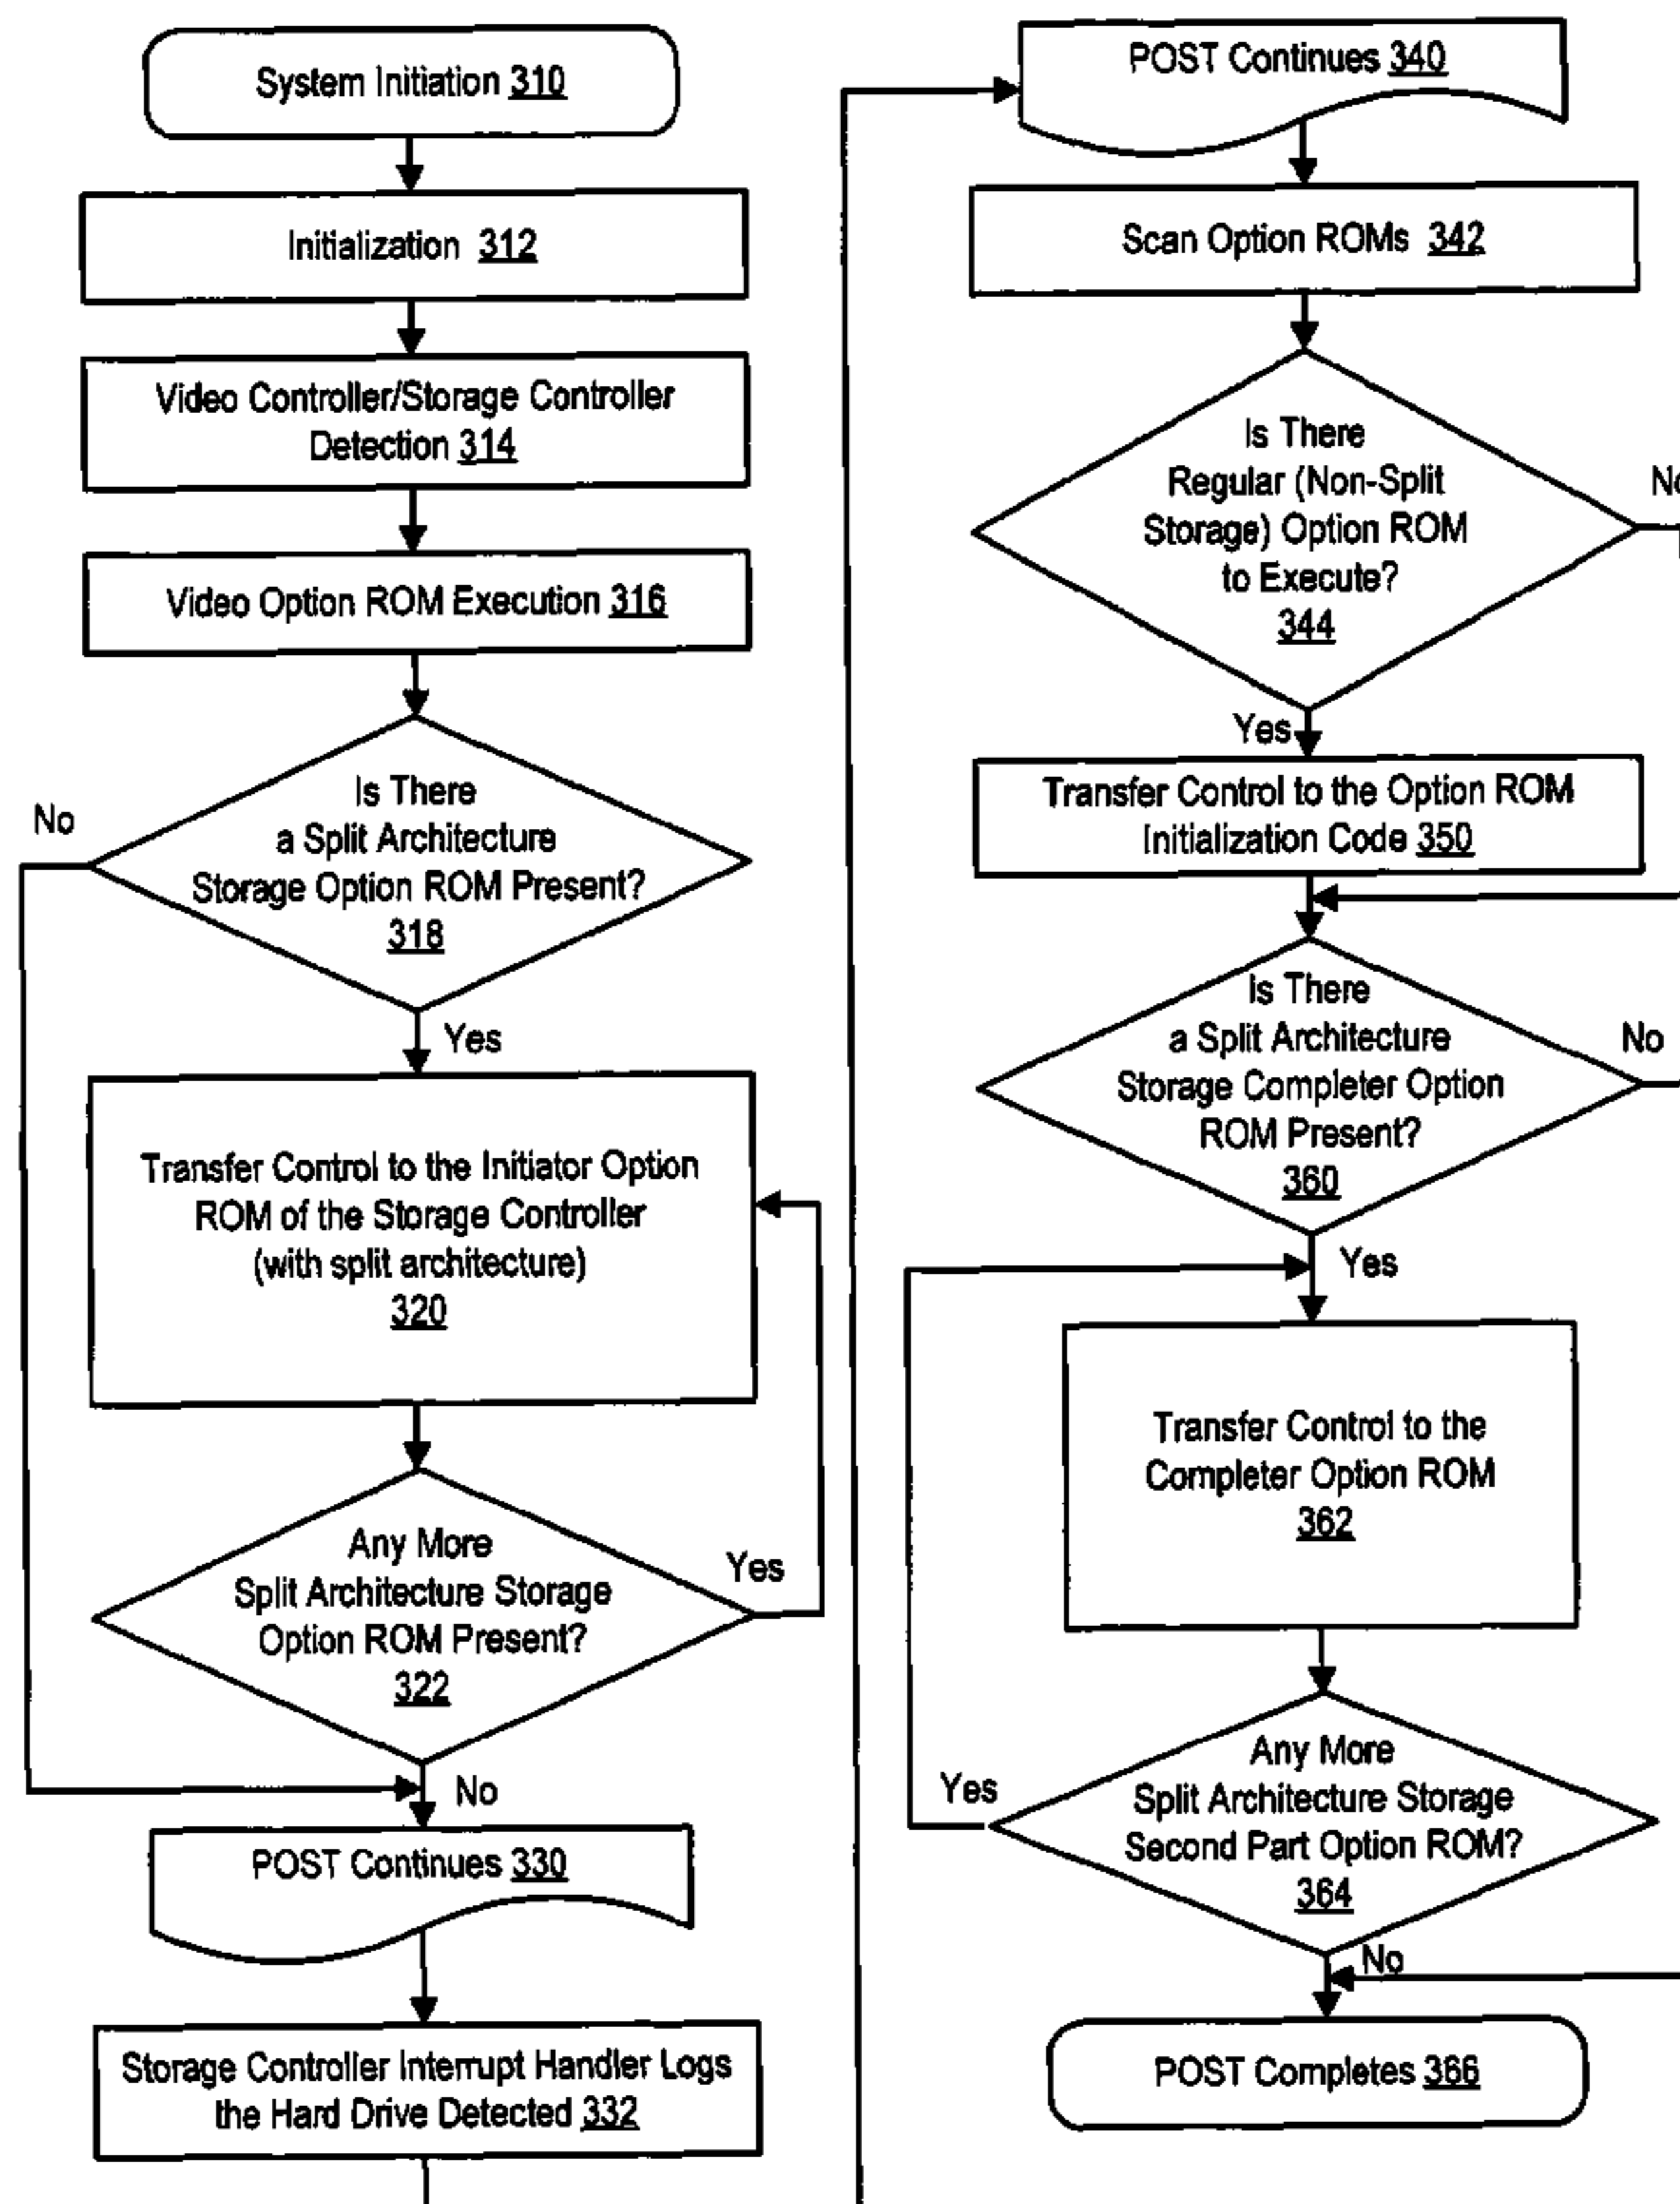 System Initiation 310
Initialization 312
Video Controller/Storage Controller
Detection 314
Video Option ROM Execution 316
Is There
a Split Architecture
Storage Option ROM Present?
318
No
Yes
Transfer Control to the Initiator Option
ROM of the Storage Controller
(with split architecture)
320
Any More
Split Architecture Storage
Option ROM Present?
322
Yes
No
POST Continues 330
Storage Controller Interrupt Handler Logs
the Hard Drive Detected 332
POST Continues 340
Scan Option ROMs 342
Is There
Regular (Non-Split
Storage) Option ROM
to Execute?
344
No
Yes
Transfer Control to the Option ROM
Initialization Code 350
Is There
a Split Architecture
Storage Completer Option
ROM Present?
360
No
Yes
Transfer Control to the
Completer Option ROM
362
Any More
Split Architecture Storage
Second Part Option ROM?
364
Yes
No
POST Completes 366